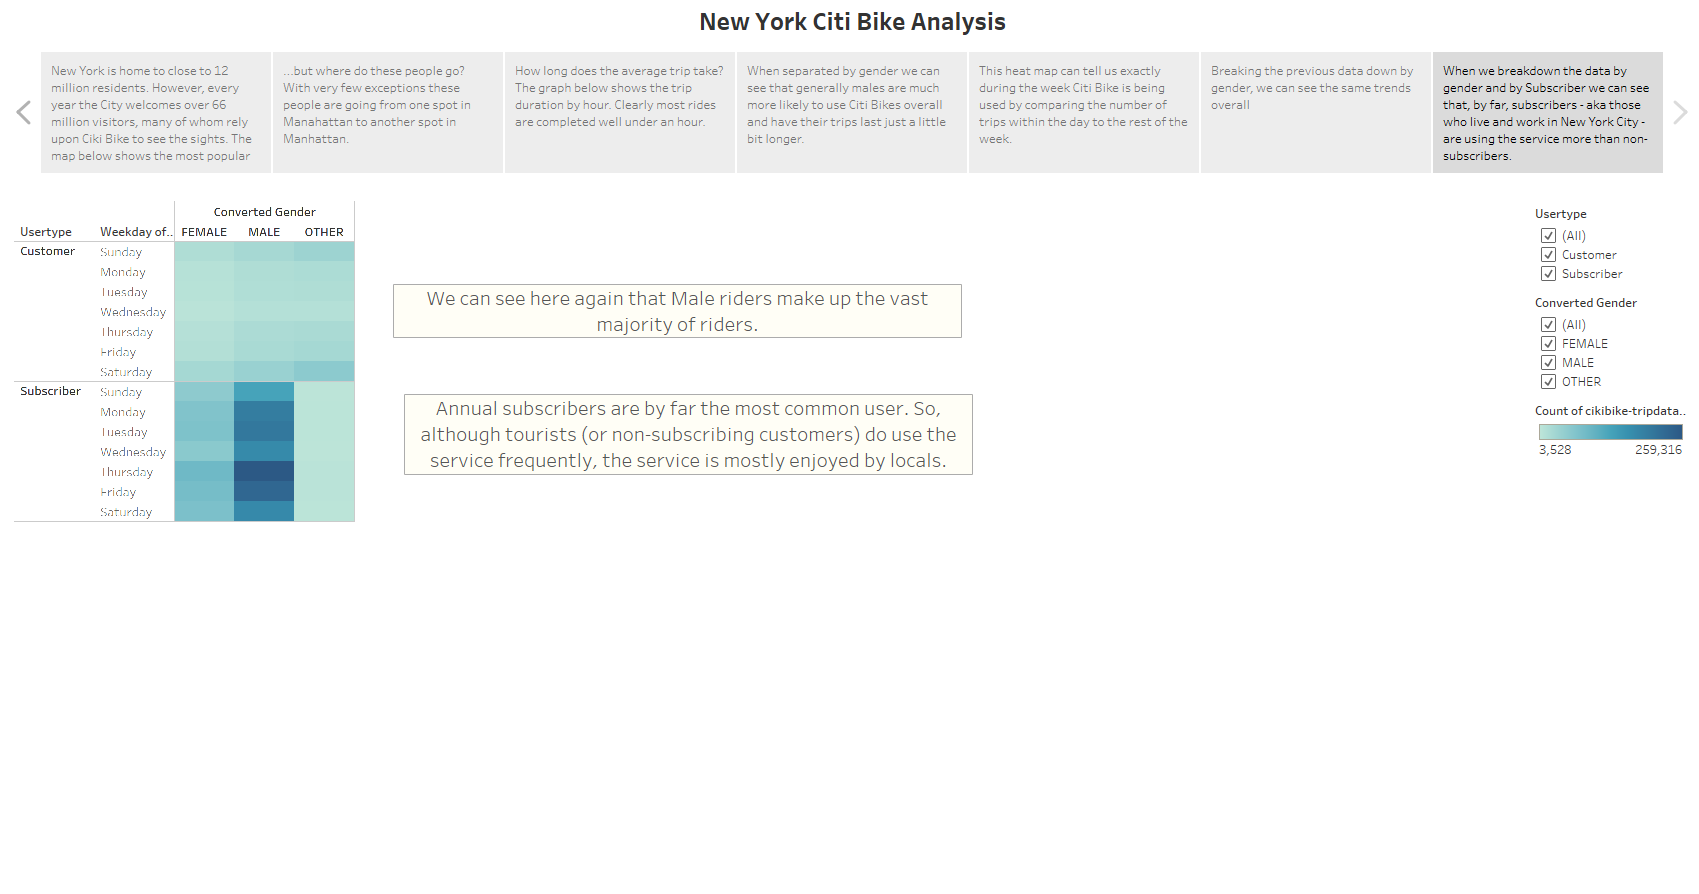 New York Citi Bike Analysis
New York is home to close to 12
million residents. However, every
year the City welcomes over 66
million visitors, many of whom rely
upon Ciki Bike to see the sights. The
map below shows the most popular
...but where do these people go?
With very few exceptions these
people are going from one spot in
Manahattan to another spot in
Manhattan.
How long does the average trip take?
The graph below shows the trip
duration by hour. Clearly most rides
are completed well under an hour.
When separated by gender we can
see that generally males are much
more likely to use Citi Bikes overall
and have their trips last just a little
bit longer.
This heat map can tell us exactly
during the week Citi Bike is being
used by comparing the number of
trips within the day to the rest of the
week.
Breaking the previous data down by
gender, we can see the same trends
overall
When we breakdown the data by
gender and by Subscriber we can see
that, by far, subscribers - aka those
who live and work in New York City -
are using the service more than non-
subscribers.
Converted Gender
Usertype Weekday of.. FEMALE MALE OTHER
Customer Sunday
Monday
Tuesday
Wednesday
Thursday
Friday
Saturday
Subscriber Sunday
Monday
Tuesday
Wednesday
Thursday
Friday
Saturday
We can see here again that Male riders make up the vast
majority of riders.
Annual subscribers are by far the most common user. So,
although tourists (or non-subscribing customers) do use the
service frequently, the service is mostly enjoyed by locals.
Usertype
(All)
Customer
Subscriber
Converted Gender
(All)
FEMALE
MALE
OTHER
Count of cikibike-tripdata..
3,528 259,316